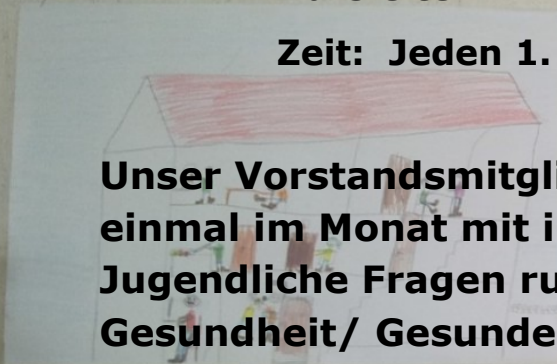 Zeit: Jeden 1.
Unser Vorstandsmitgli
einmal im Monat mit i
Jugendliche Fragen ru
Gesundheit/ Gesunde